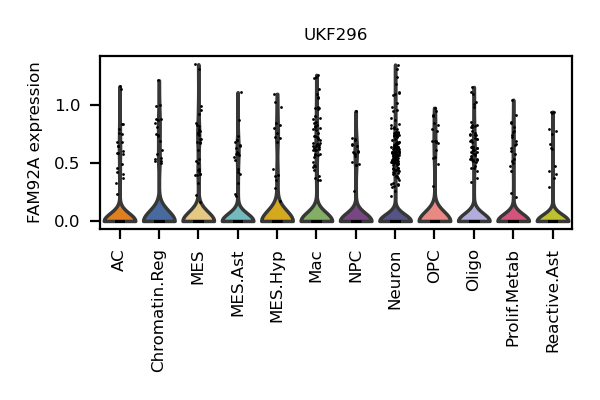 UKF296
FAM92A expression
1.0
0.5
0.0
AC
Chromatin.Reg
MES
MES.Ast
MES.Hyp
Mac
NPC
Neuron
OPC
Oligo
Prolif.Metab
Reactive.Ast